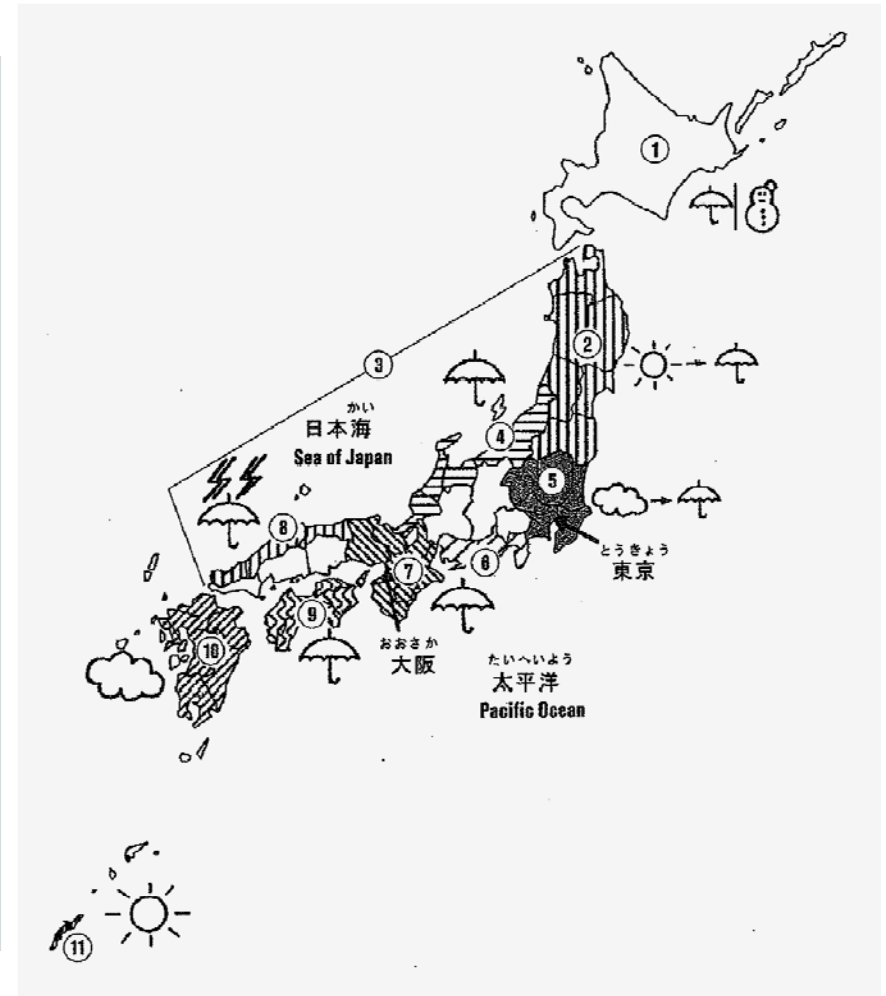 ①
②
③
④
かい
日本海
Sea of Japan
⑤
とうきょう
東京
⑧
⑥
⑦
⑨
おおさか
大阪
たいへいよう
太平洋
Pacific Ocean
⑩
⑪